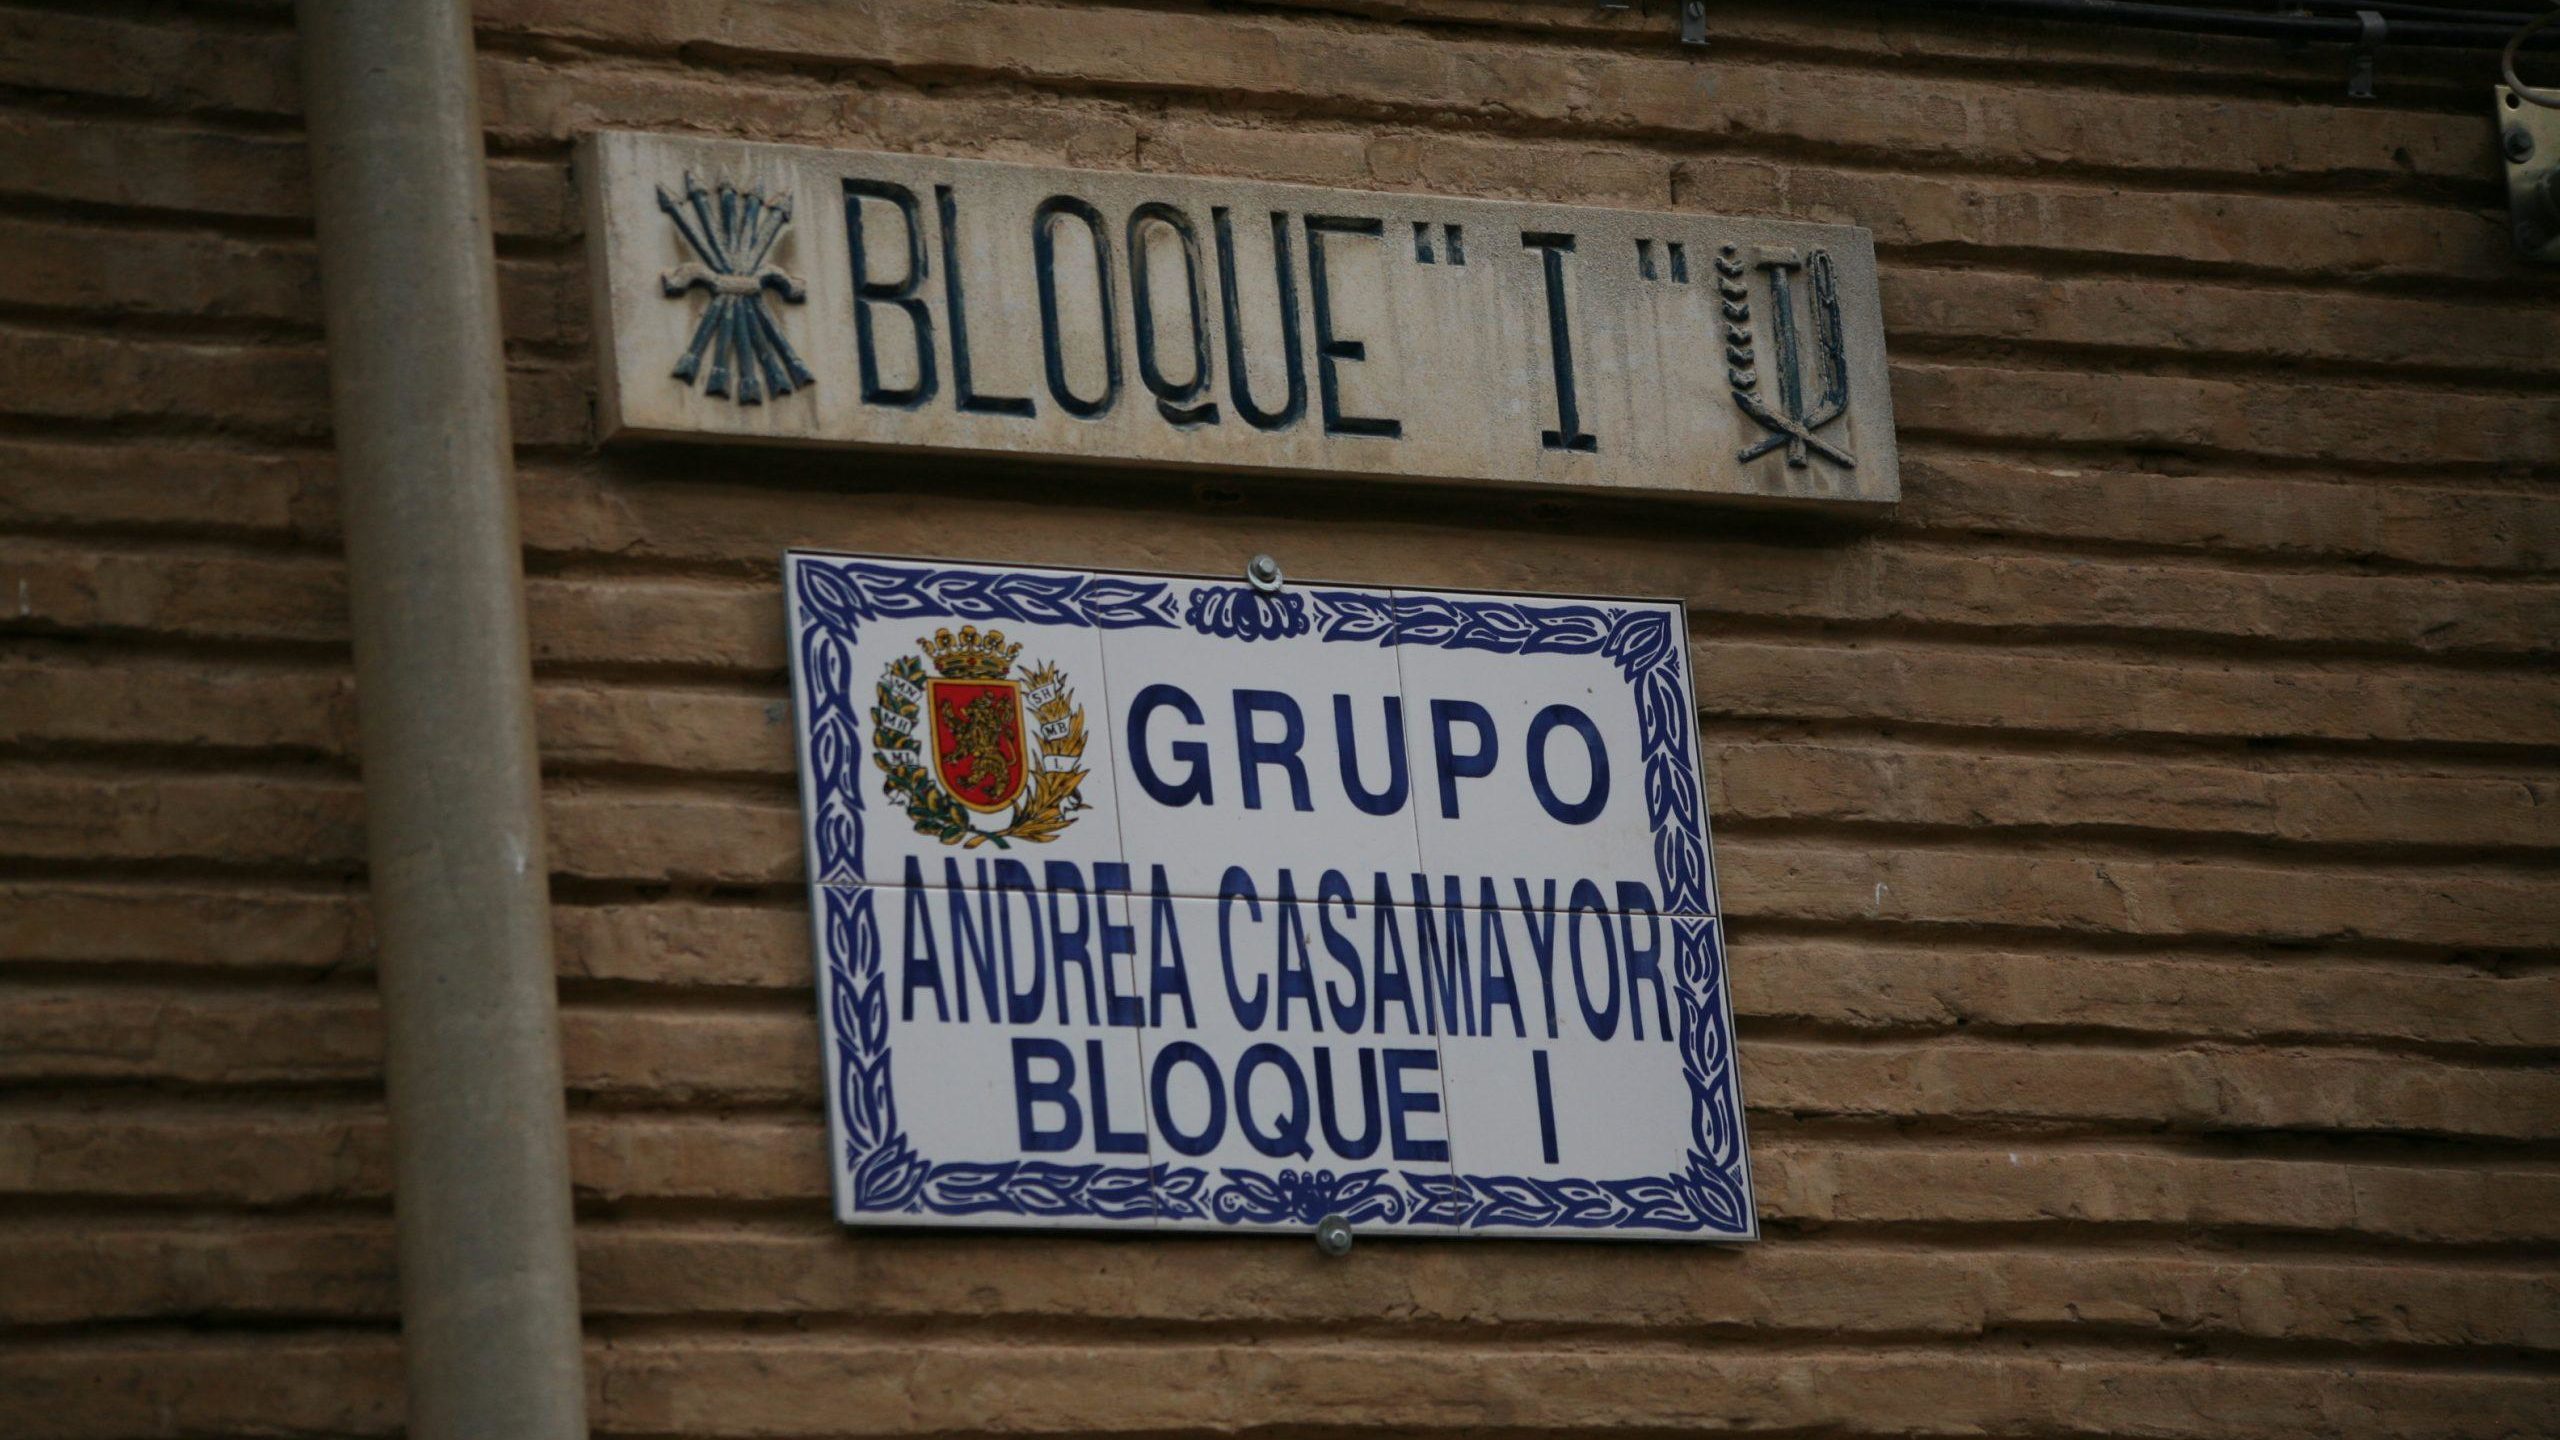 BLOQUE "I"
GRUPO
ANDREA CASAMAYOR
BLOQUE I